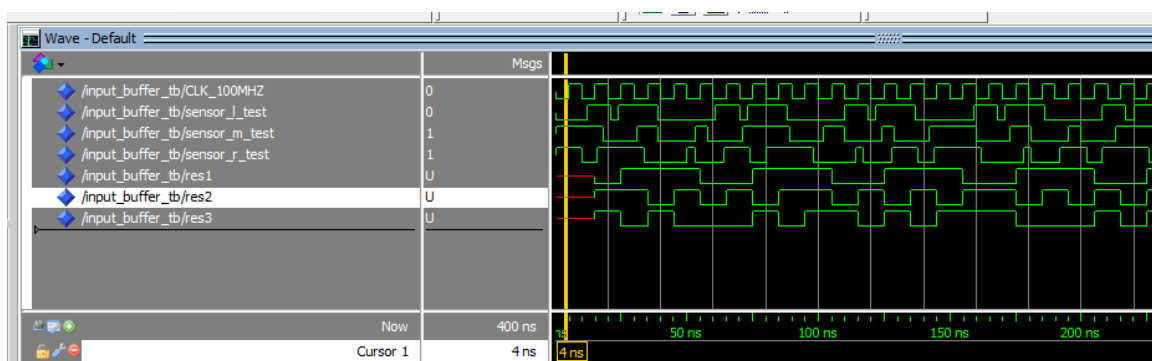 Wave - Default
Msgs
/input_buffer_tb/CLK_100MHZ 0
/input_buffer_tb/sensor_l_test 0
/input_buffer_tb/sensor_m_test 1
/input_buffer_tb/sensor_r_test 1
/input_buffer_tb/res1 U
/input_buffer_tb/res2 U
/input_buffer_tb/res3 U
Now 400 ns 50 ns 100 ns 150 ns 200 ns
Cursor 1 4 ns 4 ns